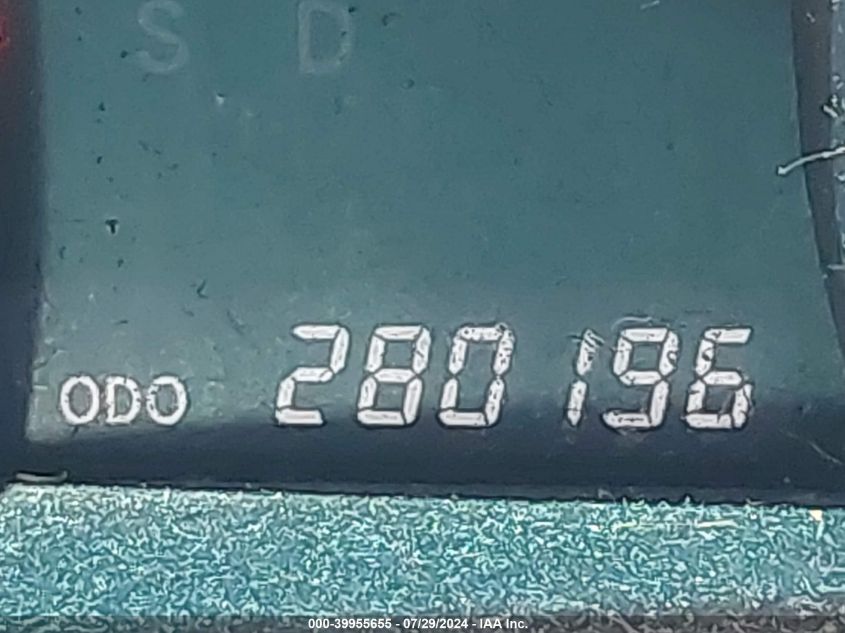 S D
ODO 280196
000-39955655 - 07/29/2024 - IAA Inc.